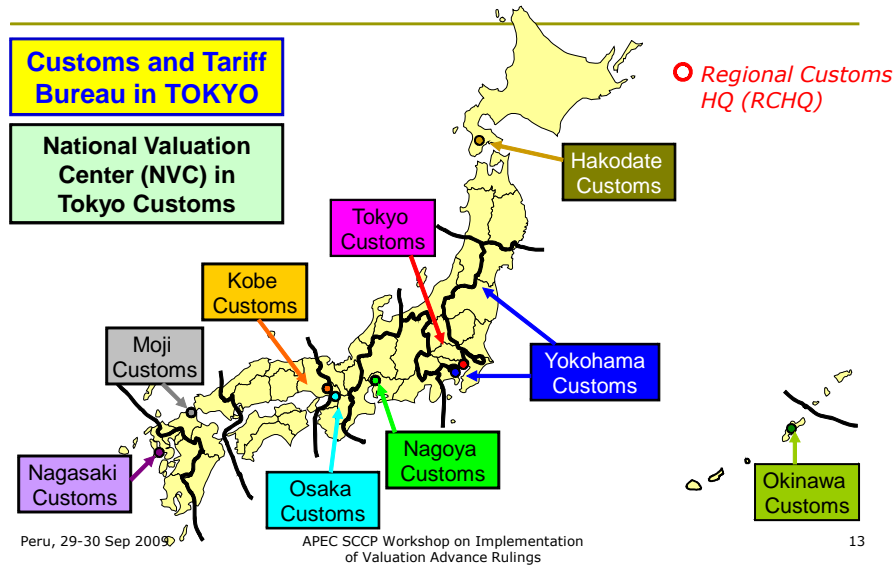 Customs and Tariff
Bureau in TOKYO
Regional Customs
HQ (RCHQ)
National Valuation
Center (NVC) in
Tokyo Customs
Hakodate
Customs
Tokyo
Customs
Kobe
Customs
Moji
Customs
Yokohama
Customs
Nagoya
Customs
Nagasaki
Customs
Osaka
Customs
Okinawa
Customs
Peru, 29-30 Sep 2009
APEC SCCP Workshop on Implementation
of Valuation Advance Rulings
13